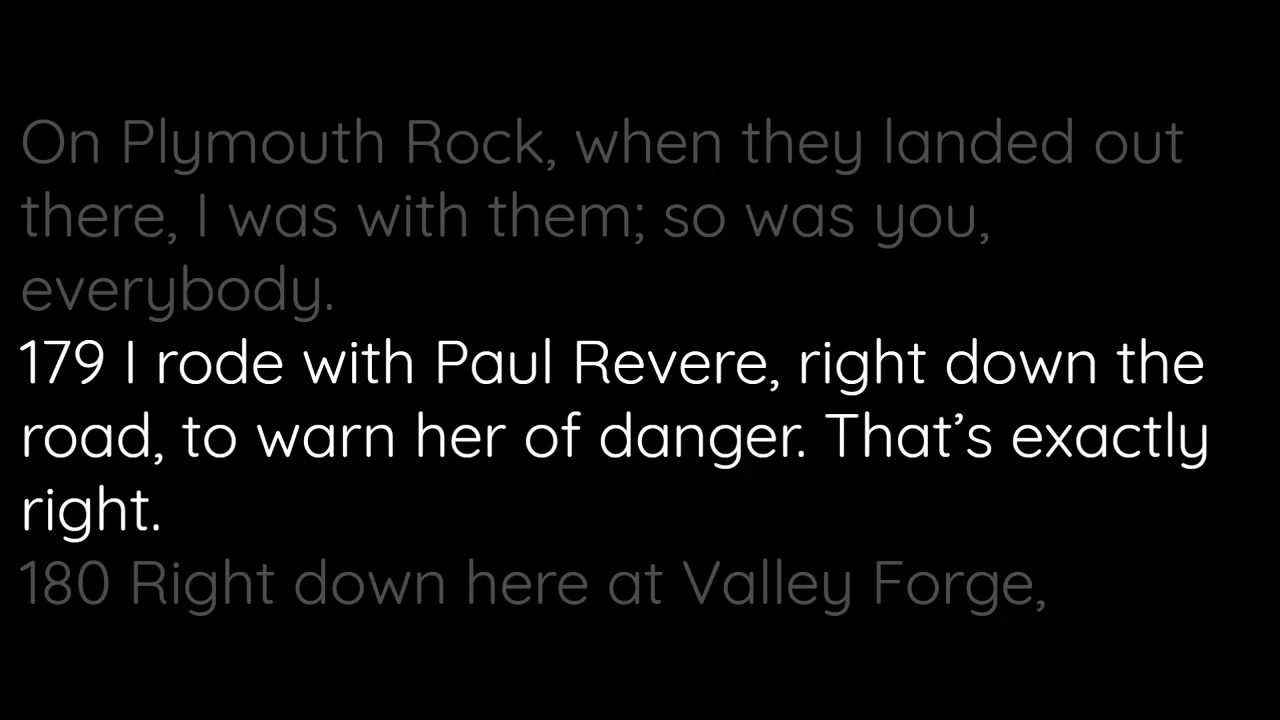 On Plymouth Rock, when they landed out
there, I was with them; so was you,
everybody.
179 I rode with Paul Revere, right down the
road, to warn her of danger. That’s exactly
right.
180 Right down here at Valley Forge,